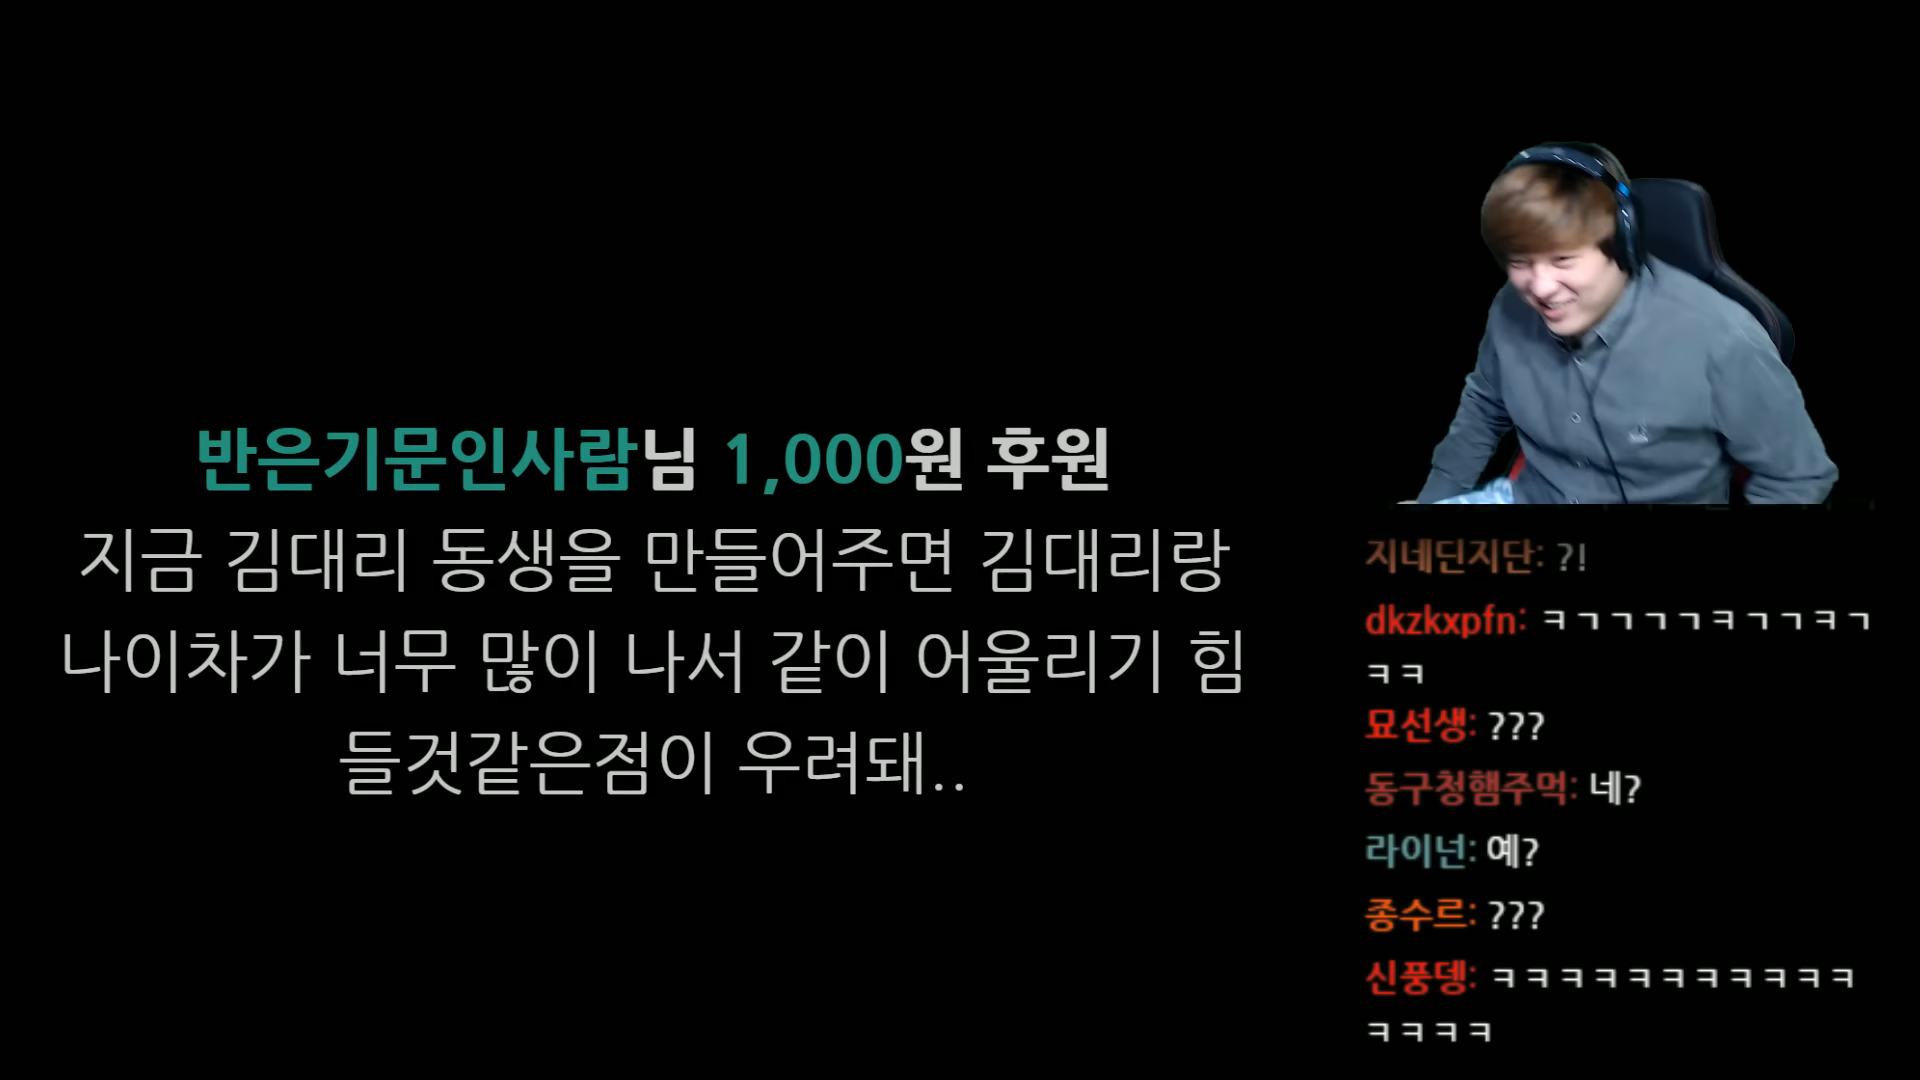 반은기문인사람님 1,000원 후원
지금 김대리 동생을 만들어주면 김대리랑
나이차가 너무 많이 나서 같이 어울리기 힘
들것같은점이 우려돼..
지네딘지단: ?!
dkzkxpfn: ㅋㄱㄱㄱㄱㅋㄱㄱㅋㄱ
ㅋㅋ
묘선생: ???
동구청햄주먹: 네?
라이넌: 예?
종수르: ???
신풍뎅: ㅋㅋㅋㅋㅋㅋㅋㅋㅋㅋㅋ
ㅋㅋㅋㅋ